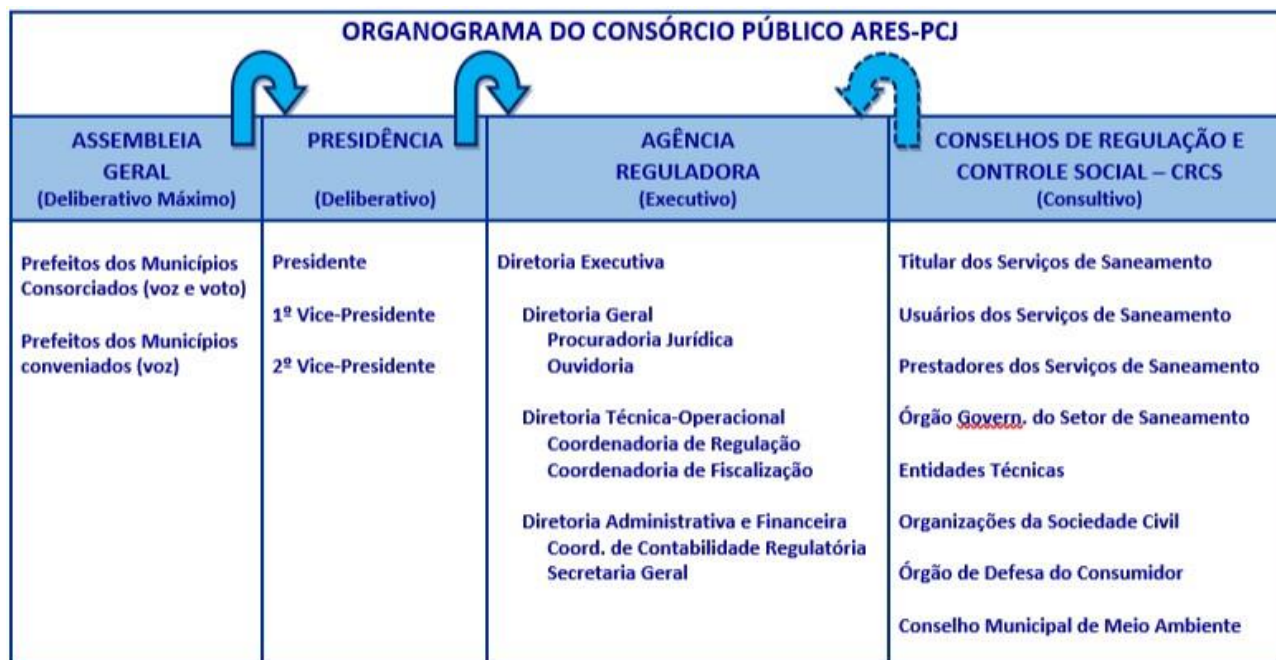 ORGANOGRAMA DO CONSÓRCIO PÚBLICO ARES-PCJ
ASSEMBLEIA
GERAL
(Deliberativo Máximo)
Prefeitos dos Municípios
Consorciados (voz e voto)
Prefeitos dos Municípios
conveniados (voz)
PRESIDÊNCIA
(Deliberativo)
Presidente
1º Vice-Presidente
2º Vice-Presidente
AGÊNCIA
REGULADORA
(Executivo)
Diretoria Executiva
Diretoria Geral
Procuradoria Jurídica
Ouvidoria
Diretoria Técnica-Operacional
Coordenadoria de Regulação
Coordenadoria de Fiscalização
Diretoria Administrativa e Financeira
Coord. de Contabilidade Regulatória
Secretaria Geral
CONSELHOS DE REGULAÇÃO E
CONTROLE SOCIAL – CRCS
(Consultivo)
Titular dos Serviços de Saneamento
Usuários dos Serviços de Saneamento
Prestadores dos Serviços de Saneamento
Órgão Govern. do Setor de Saneamento
Entidades Técnicas
Organizações da Sociedade Civil
Órgão de Defesa do Consumidor
Conselho Municipal de Meio Ambiente